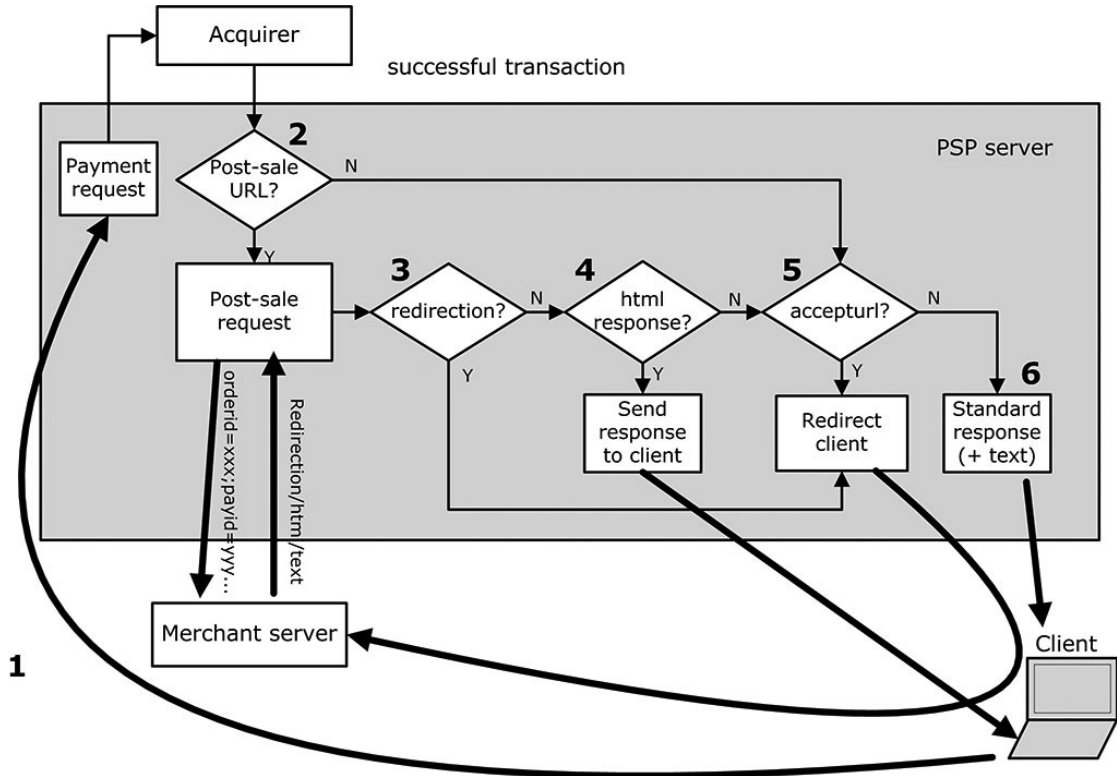 Acquirer
successful transaction
2
PSP server
Payment
request
Post-sale
URL?
N
Y
3
4
5
Post-sale
request
redirection?
N
html
response?
N
accepturl?
N
Y
Y
Y
6
orderid=xxx;payid=yyy...
Redirection/html/text
Send
response
to client
Redirect
client
Standard
response
(+ text)
Merchant server
Client
1